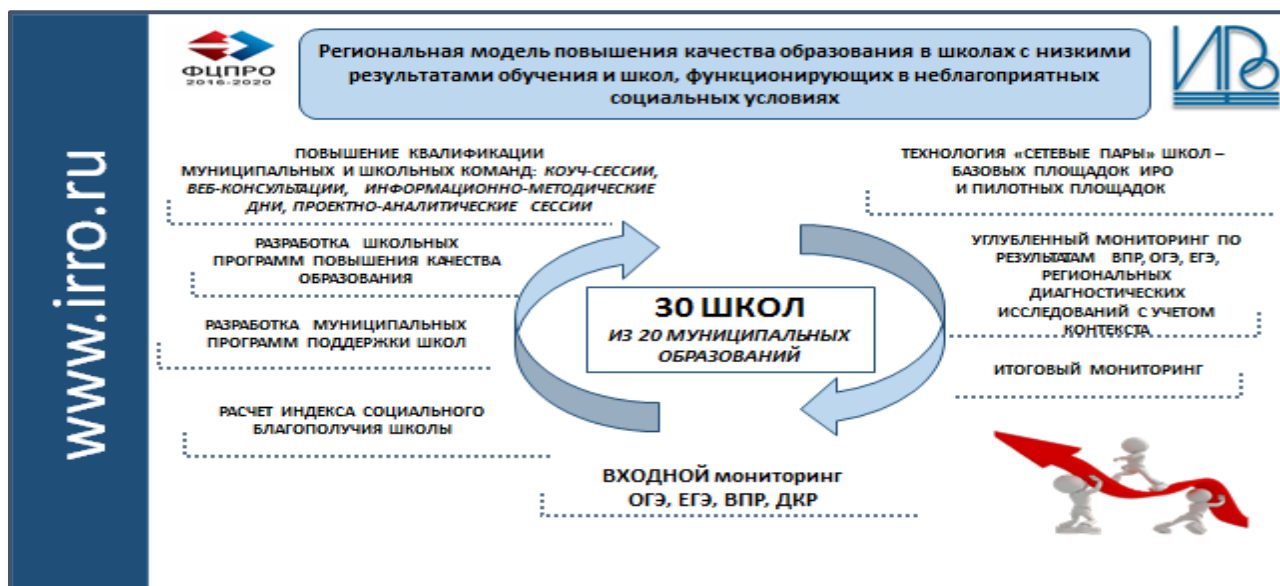 www.irro.ru
ФЦПРО
2016-2020
Региональная модель повышения качества образования в школах с низкими
результатами обучения и школ, функционирующих в неблагоприятных
социальных условиях
ИРО
ПОВЫШЕНИЕ КВАЛИФИКАЦИИ
МУНИЦИПАЛЬНЫХ И ШКОЛЬНЫХ КОМАНД: КОУЧ-СЕССИИ,
ВЕБ-КОНСУЛЬТАЦИИ, ИНФОРМАЦИОННО-МЕТОДИЧЕСКИЕ
ДНИ, ПРОЕКТНО-АНАЛИТИЧЕСКИЕ СЕССИИ
РАЗРАБОТКА ШКОЛЬНЫХ
ПРОГРАММ ПОВЫШЕНИЯ КАЧЕСТВА
ОБРАЗОВАНИЯ
РАЗРАБОТКА МУНИЦИПАЛЬНЫХ
ПРОГРАММ ПОДДЕРЖКИ ШКОЛ
РАСЧЕТ ИНДЕКСА СОЦИАЛЬНОГО
БЛАГОПОЛУЧИЯ ШКОЛЫ
30 ШКОЛ
ИЗ 20 МУНИЦИПАЛЬНЫХ
ОБРАЗОВАНИЙ
ВХОДНОЙ мониторинг
ОГЭ, ЕГЭ, ВПР, ДКР
ТЕХНОЛОГИЯ «СЕТЕВЫЕ ПАРЫ» ШКОЛ –
БАЗОВЫХ ПЛОЩАДОК ИРО
И ПИЛОТНЫХ ПЛОЩАДОК
УГЛУБЛЕННЫЙ МОНИТОРИНГ ПО
РЕЗУЛЬТАТАМ ВПР, ОГЭ, ЕГЭ,
РЕГИОНАЛЬНЫХ
ДИАГНОСТИЧЕСКИХ
ИССЛЕДОВАНИЙ С УЧЕТОМ
КОНТЕКСТА
ИТОГОВЫЙ МОНИТОРИНГ